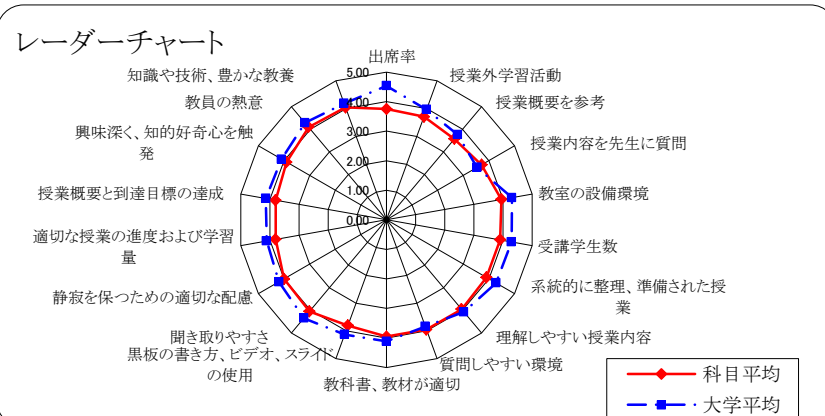 レーダーチャート
出席率
授業外学習活動
授業概要を参考
授業内容を先生に質問
教室の設備環境
受講学生数
系統的に整理、準備された授
業
理解しやすい授業内容
質問しやすい環境
教科書、教材が適切
黒板の書き方、ビデオ、スライド
の使用
聞き取りやすさ
静寂を保つための適切な配慮
適切な授業の進度および学習
量
授業概要と到達目標の達成
興味深く、知的好奇心を触
発
教員の熱意
知識や技術、豊かな教養
5.00
4.00
3.00
2.00
1.00
0.00
科目平均
大学平均